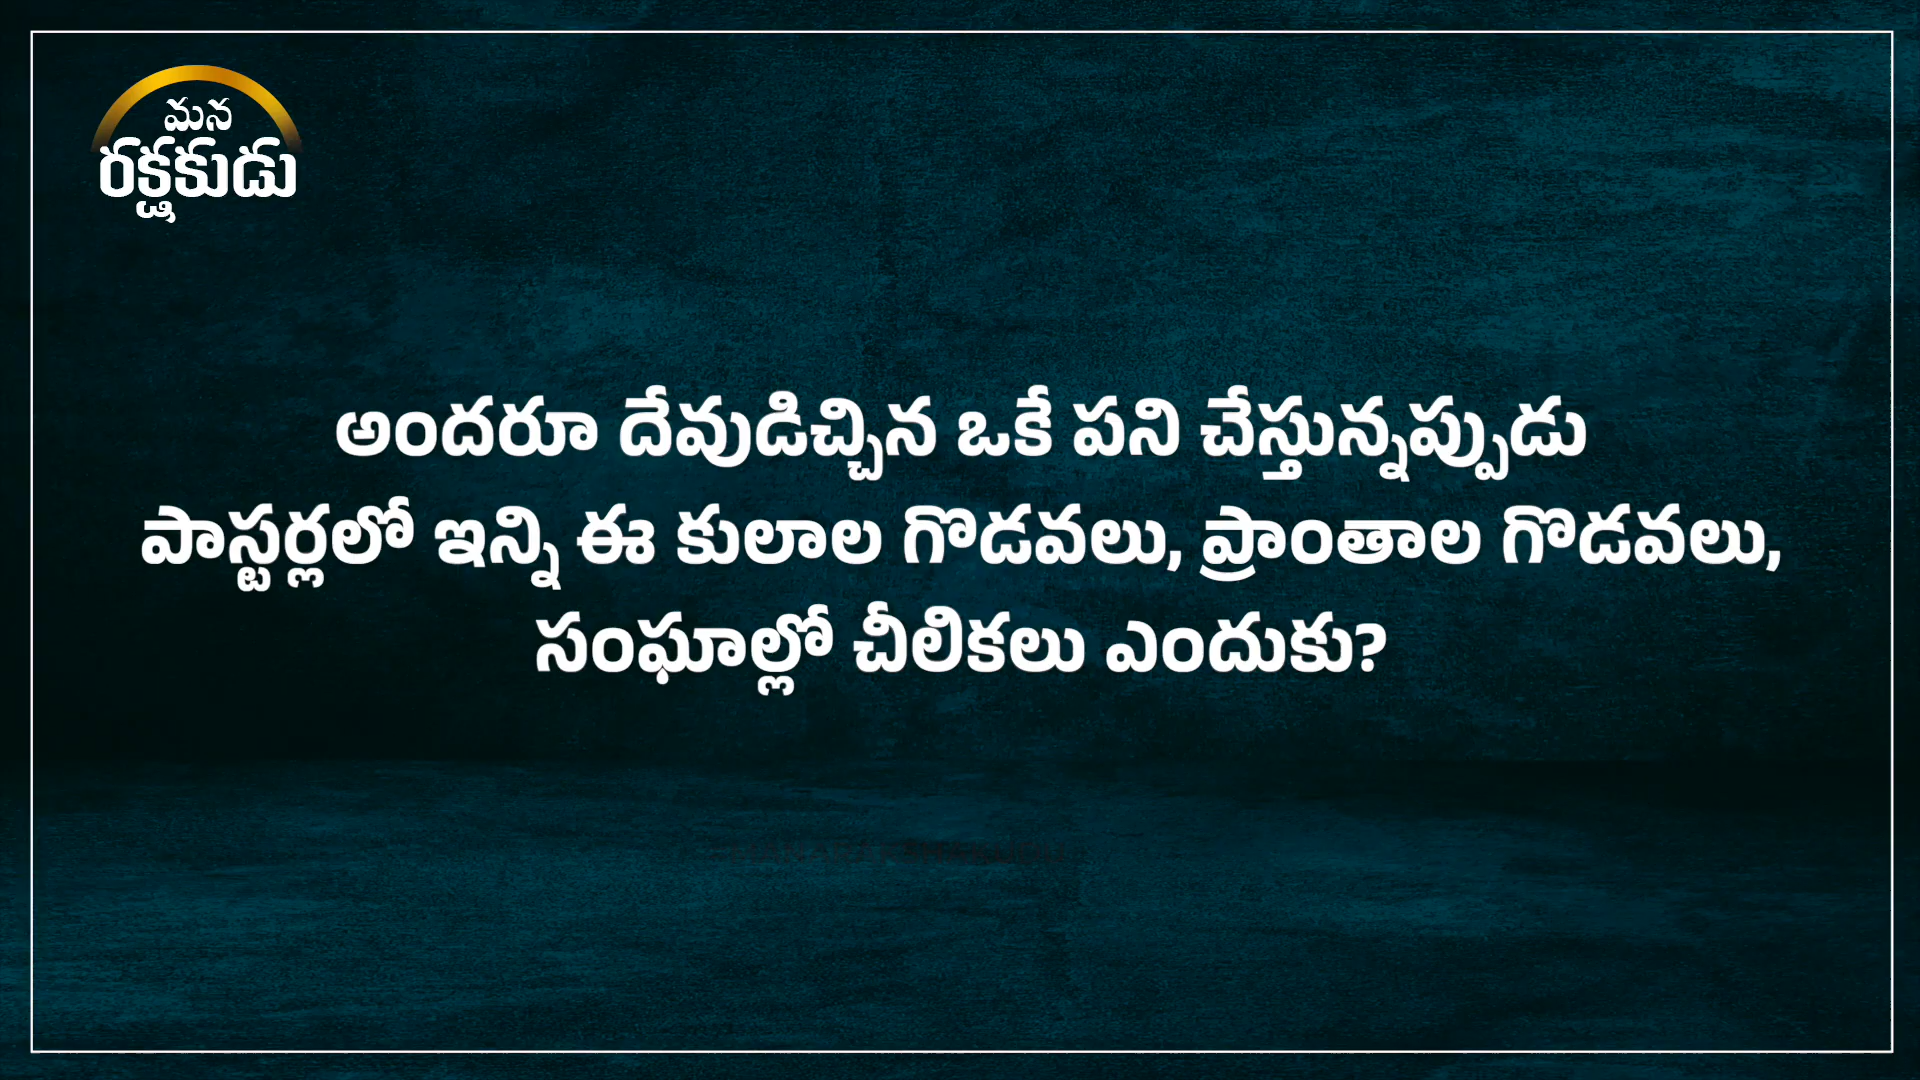 మన
రక్షకుడు
అందరూ దేవుడిచ్చిన ఒకే పని చేస్తున్నప్పుడు
పాస్టర్లలో ఇన్ని ఈ కులాల గొడవలు, ప్రాంతాల గొడవలు,
సంఘాల్లో చీలికలు ఎందుకు?